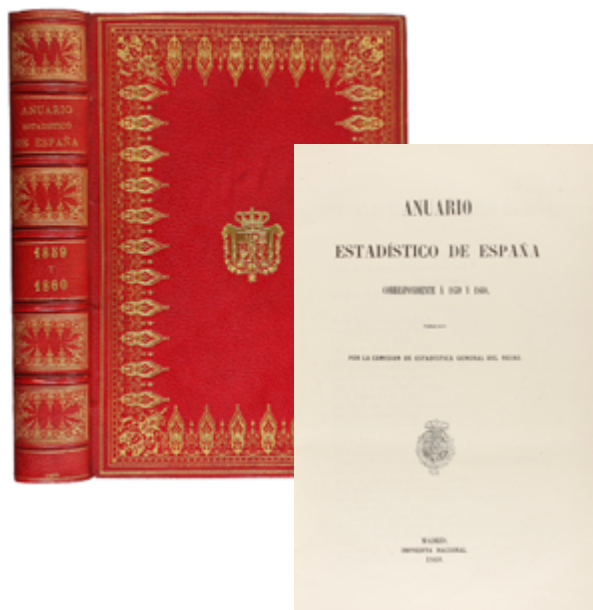 ANUARIO
ESTADISTICO
DE ESPAÑA
1859
Y
1860
ANUARIO
ESTADÍSTICO DE ESPAÑA
CORRESPONDIENTE Á 1859 Y 1860,
POR LA COMISION DE ESTADÍSTICA GENERAL DEL REINO.
MADRID.
IMPRENTA NACIONAL.